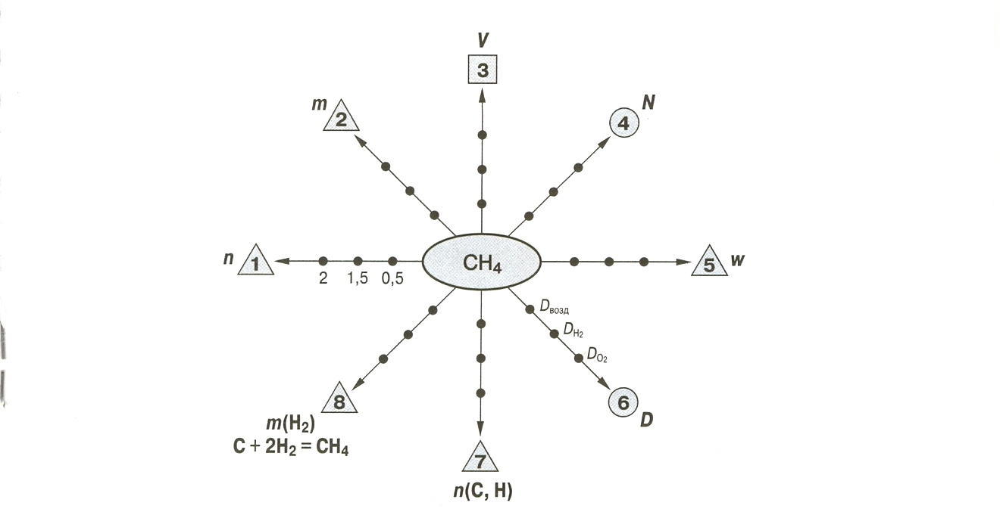 V
3
m
2
N
4
n
1
2 1,5 0,5
CH₄
5
w
Dвозд
DH₂
DO₂
8
6
D
m(H₂)
C + 2H₂ = CH₄
7
n(C, H)